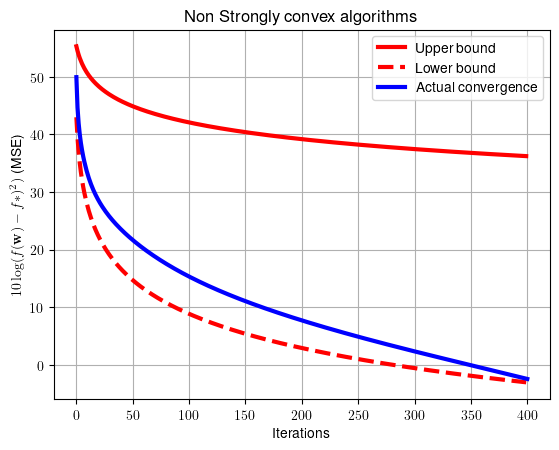 Non Strongly convex algorithms
Upper bound
Lower bound
Actual convergence
10 log(f(w) − f*)²) (MSE)
50
40
30
20
10
0
0 50 100 150 200 250 300 350 400
Iterations